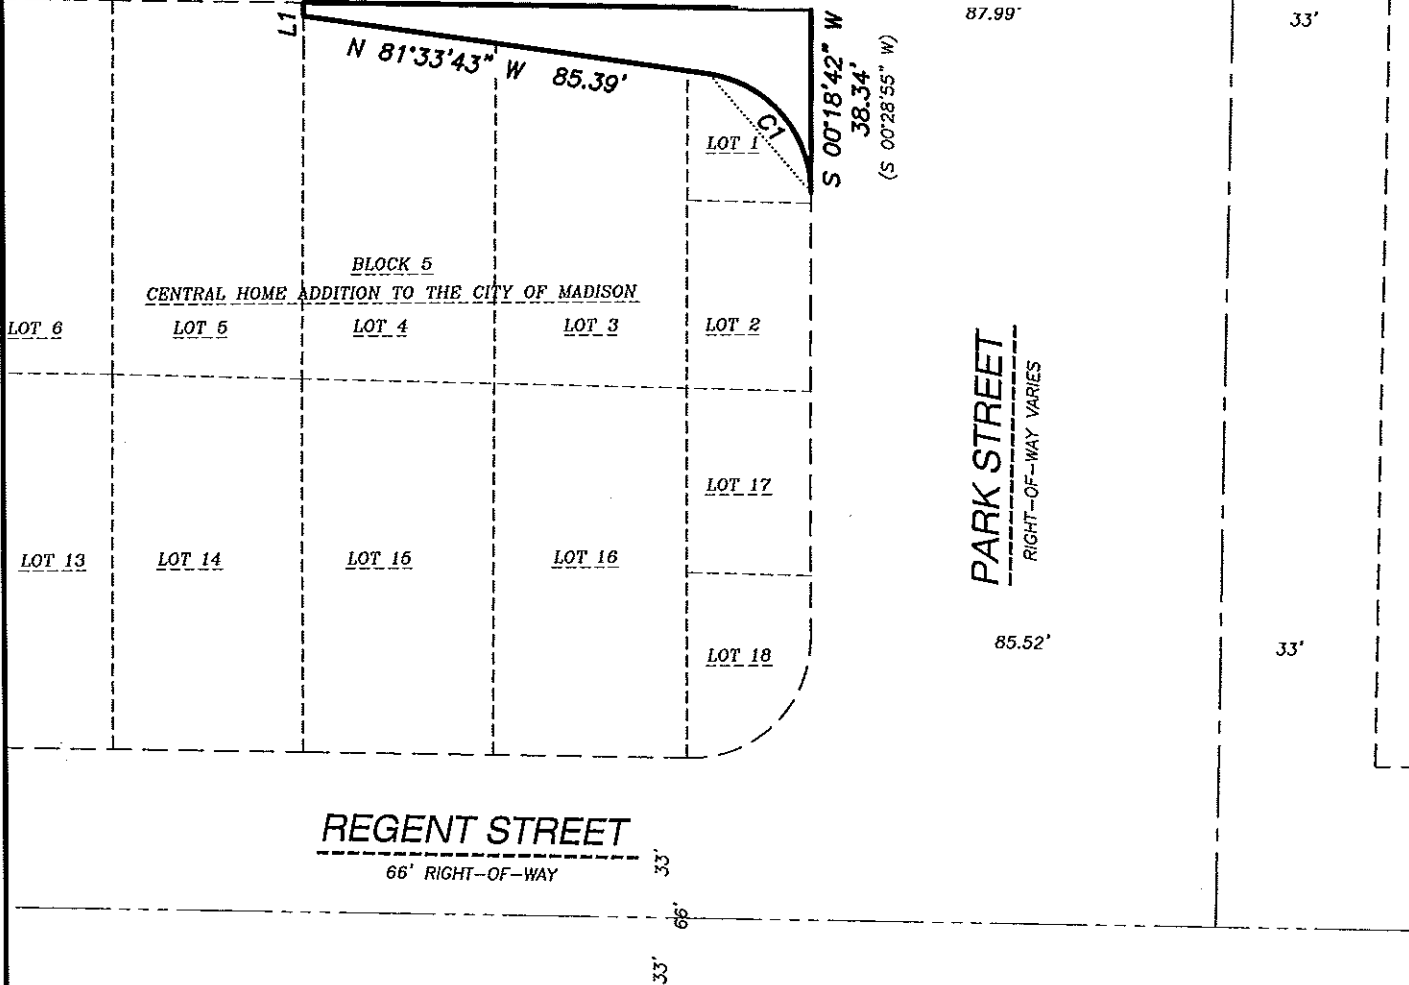 L1
N 81°33'43" W 85.39'
C1
S 00°18'42" W
38.34'
(S 00°28'55" W)
87.99'
33'
LOT 1
BLOCK 5
CENTRAL HOME ADDITION TO THE CITY OF MADISON
LOT 6
LOT 5
LOT 4
LOT 3
LOT 2
PARK STREET
RIGHT-OF-WAY VARIES
LOT 17
LOT 13
LOT 14
LOT 15
LOT 16
LOT 18
85.52'
33'
REGENT STREET
66' RIGHT-OF-WAY
33'
66'
33'